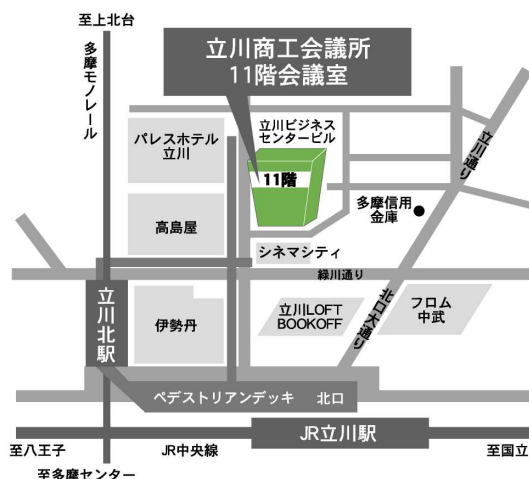 至上北台
多摩モノレール
立川商工会議所
11階会議室
パレスホテル
立川
立川ビジネス
センタービル
11階
立川通り
多摩信用
金庫
高島屋
シネマシティ
緑川通り
立川北駅
伊勢丹
立川LOFT
BOOKOFF
北口大通り
フロム
中武
ペデストリアンデッキ 北口
JR立川駅
至八王子
JR中央線
至国立
至多摩センター